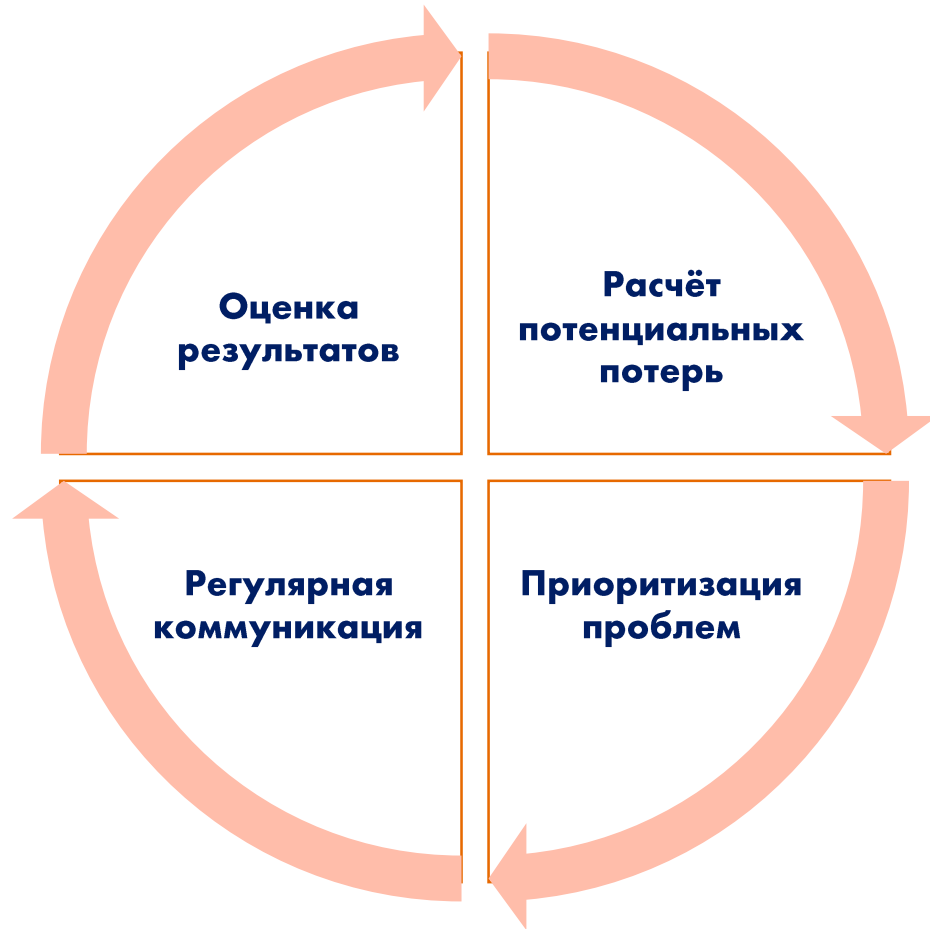 Оценка
результатов
Расчёт
потенциальных
потерь
Регулярная
коммуникация
Приоритизация
проблем